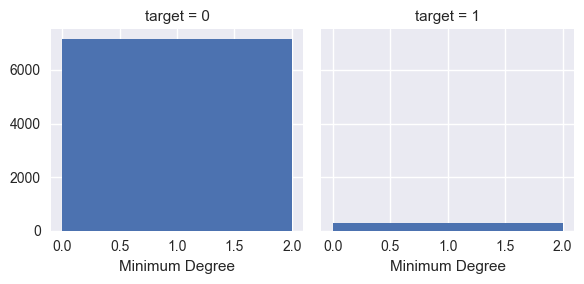 target = 0
target = 1
6000
4000
2000
0
0.0 0.5 1.0 1.5 2.0
0.0 0.5 1.0 1.5 2.0
Minimum Degree
Minimum Degree